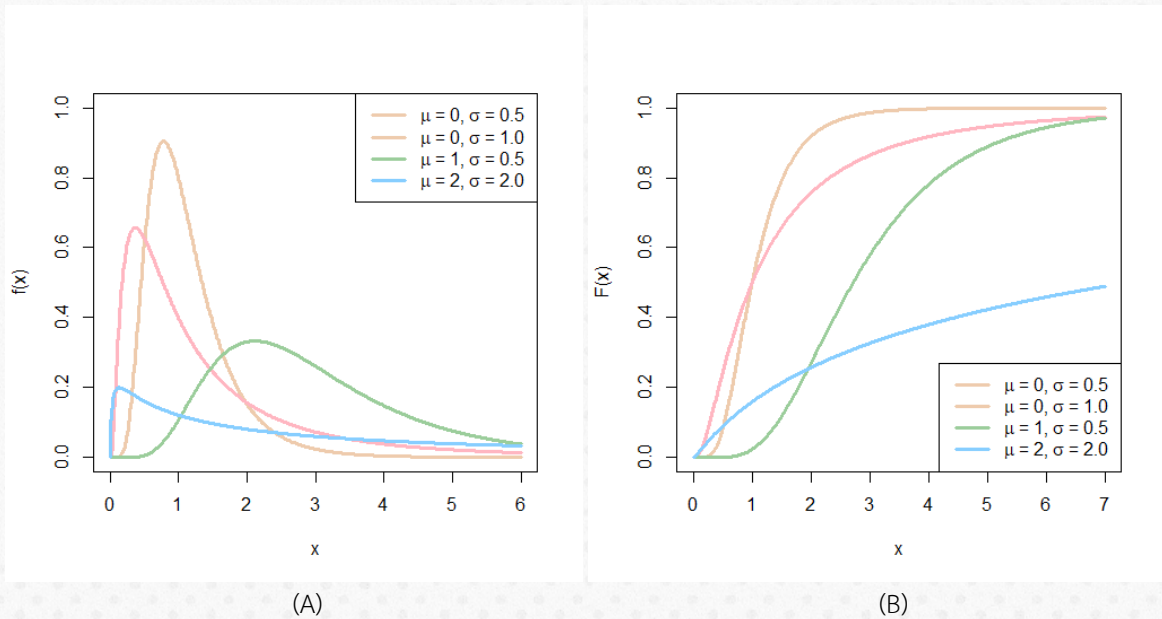 1.0
0.8
0.6
0.4
0.2
0.0
f(x)
μ = 0, σ = 0.5
μ = 0, σ = 1.0
μ = 1, σ = 0.5
μ = 2, σ = 2.0
0 1 2 3 4 5 6
x
(A)
1.0
0.8
0.6
0.4
0.2
0.0
F(x)
μ = 0, σ = 0.5
μ = 0, σ = 1.0
μ = 1, σ = 0.5
μ = 2, σ = 2.0
0 1 2 3 4 5 6 7
x
(B)